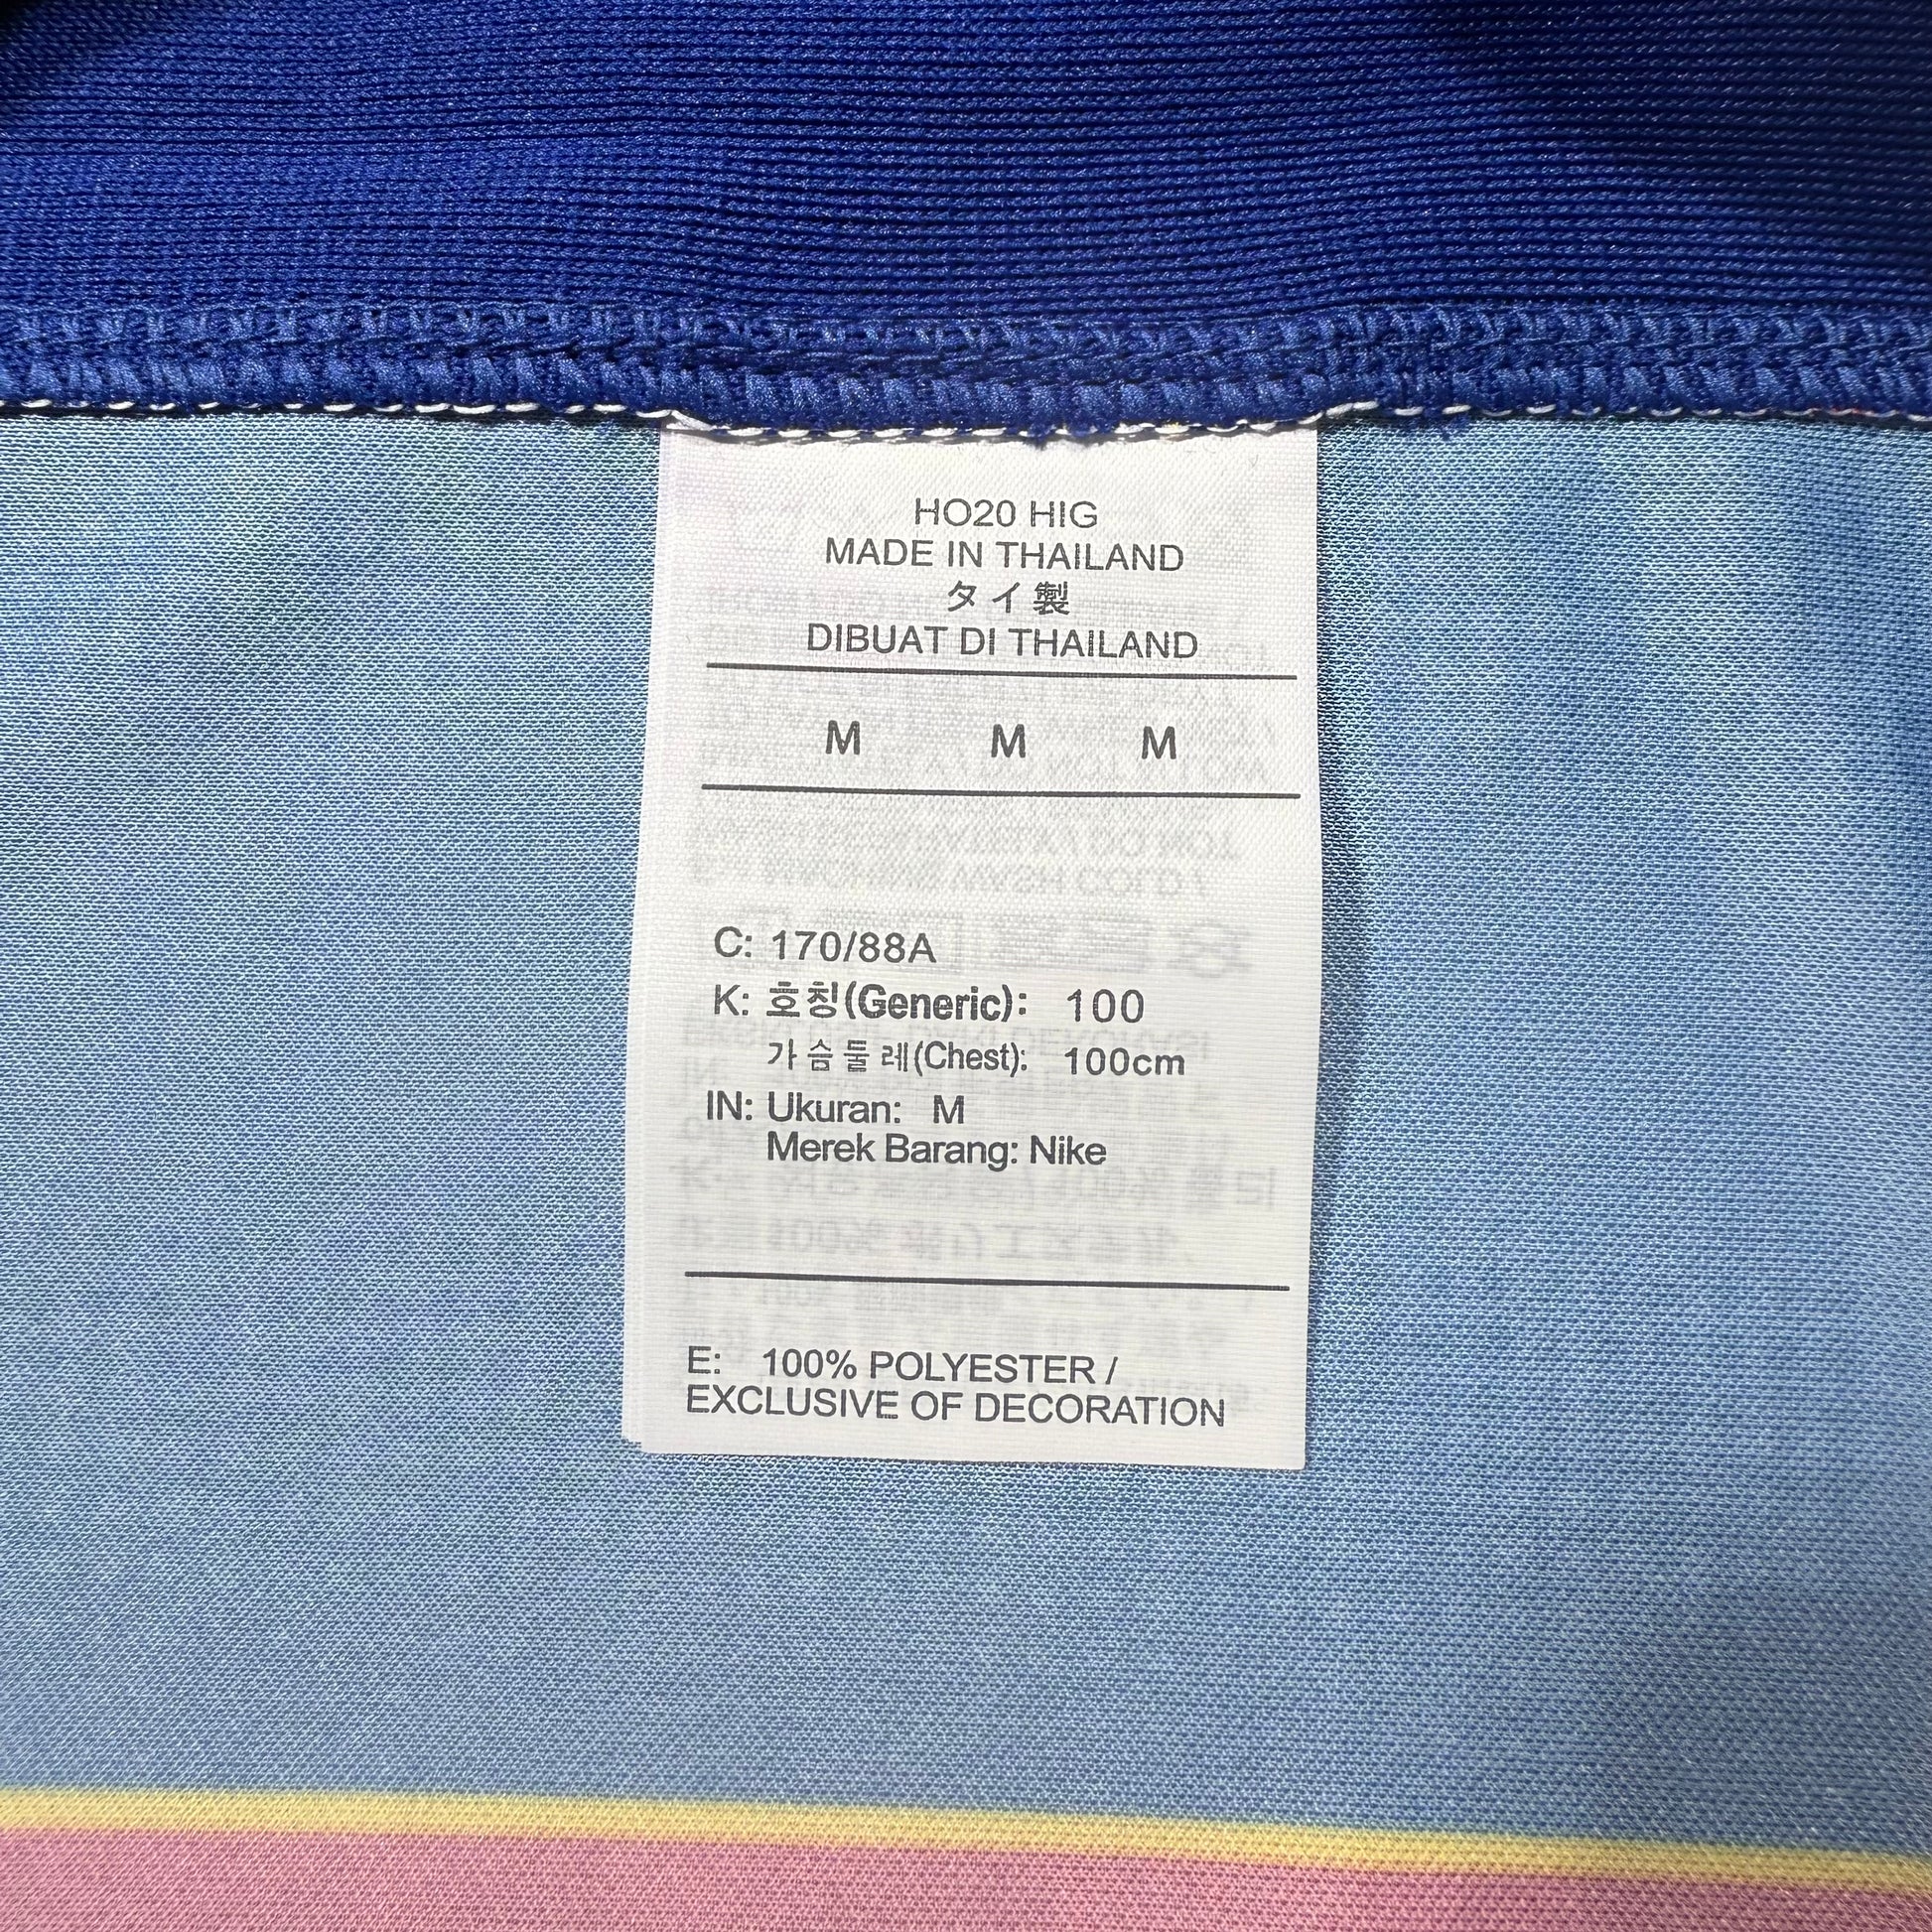 HO20 HIG
MADE IN THAILAND
タイ製
DIBUAT DI THAILAND
M M M
C: 170/88A
K: 호칭(Generic): 100
가슴둘레(Chest): 100cm
IN: Ukuran: M
Merek Barang: Nike
E: 100% POLYESTER /
EXCLUSIVE OF DECORATION